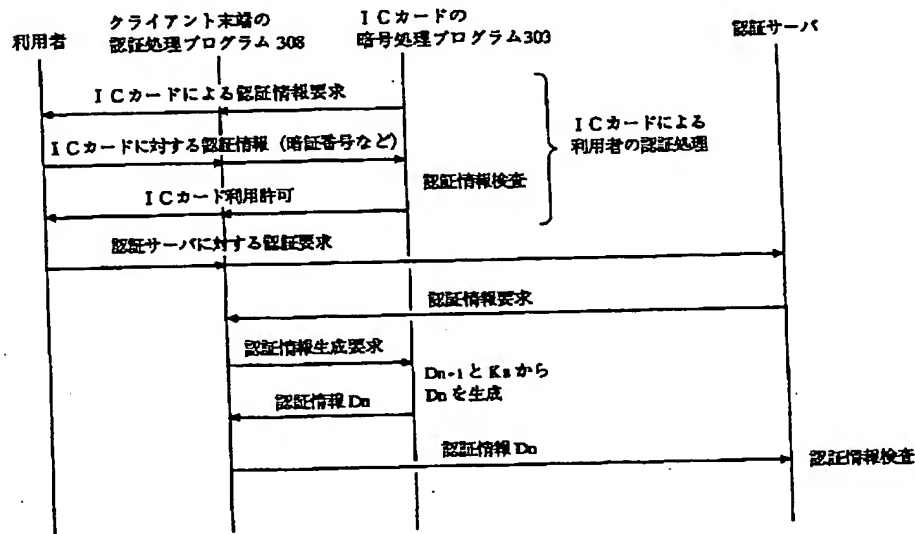 利用者
クライアント末端の
認証処理プログラム 308
ICカードの
暗号処理プログラム303
認証サーバ
ICカードによる認証情報要求
ICカードに対する認証情報(暗証番号など)
認証情報検査
ICカード利用許可
ICカードによる
利用者の認証処理
認証サーバに対する認証要求
認証情報要求
認証情報生成要求
Dn-1とKsから
Dnを生成
認証情報Dn
認証情報Dn
認証情報検査